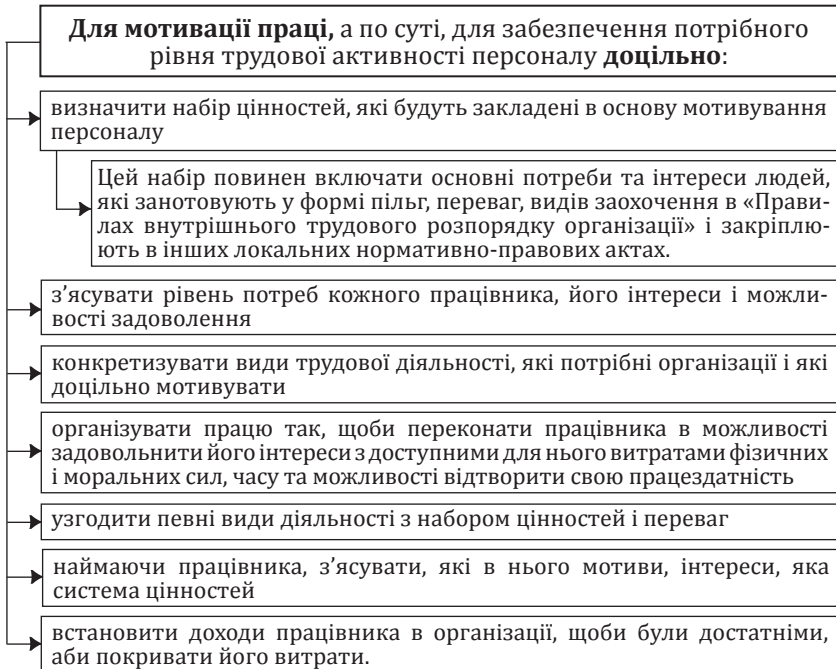 Для мотивації праці, а по суті, для забезпечення потрібного
рівня трудової активності персоналу доцільно:
визначити набір цінностей, які будуть закладені в основу мотивування
персоналу
Цей набір повинен включати основні потреби та інтереси людей,
які занотовують у формі пільг, переваг, видів заохочення в «Прави-
лах внутрішнього трудового розпорядку організації» і закріплю-
ють в інших локальних нормативно-правових актах.
з’ясувати рівень потреб кожного працівника, його інтереси і можли-
вості задоволення
конкретизувати види трудової діяльності, які потрібні організації і які
доцільно мотивувати
організувати працю так, щоби переконати працівника в можливості
задовольнити його інтереси з доступними для нього витратами фізичних
і моральних сил, часу та можливості відтворити свою працездатність
узгодити певні види діяльності з набором цінностей і переваг
наймаючи працівника, з’ясувати, які в нього мотиви, інтереси, яка
система цінностей
встановити доходи працівника в організації, щоби були достатніми,
аби покривати його витрати.